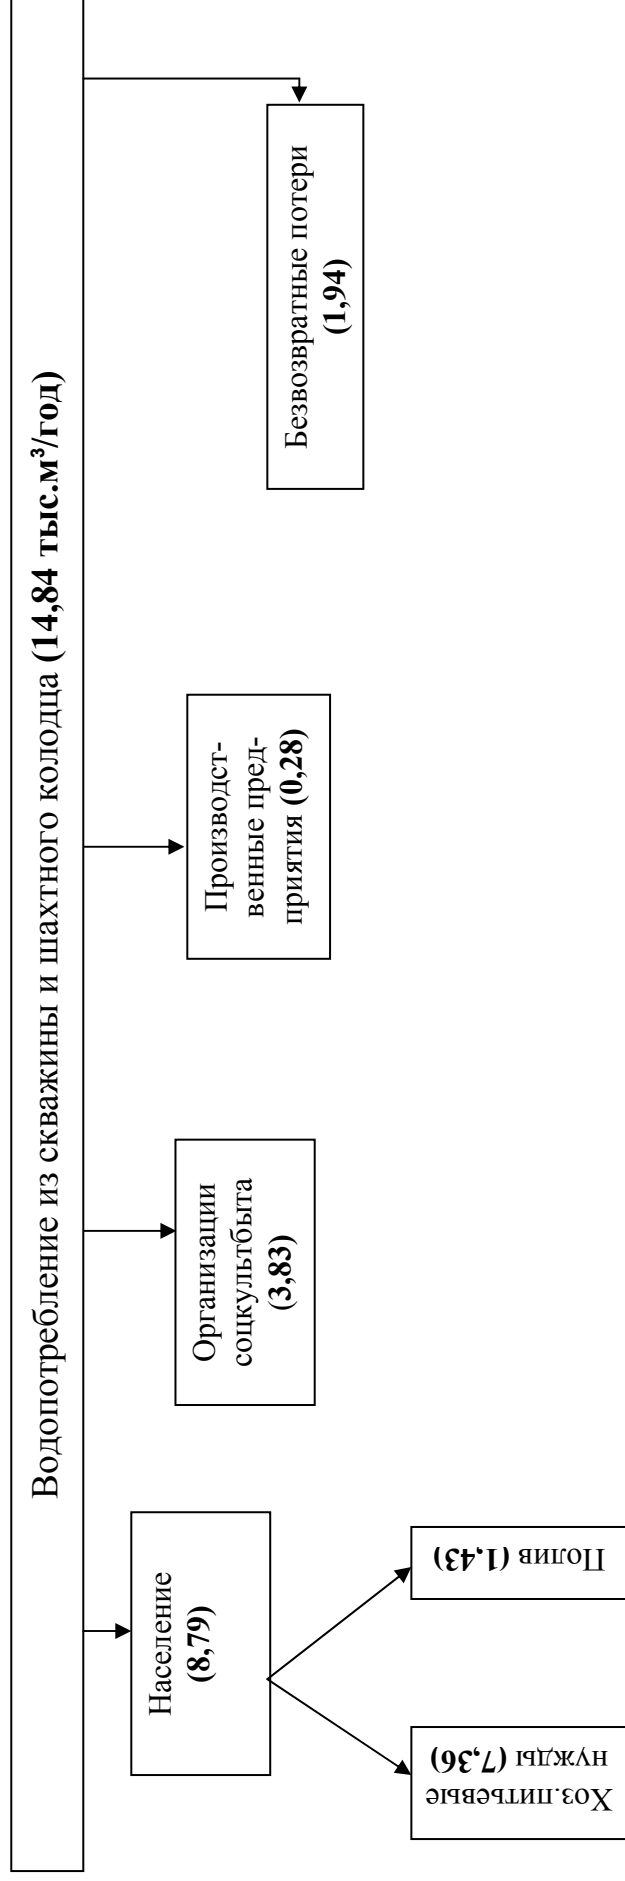 Водопотребление из скважины и шахтного колодца (14,84 тыс.м³/год)
Население
(8,79)
Организации
соцкультбыта
(3,83)
Производст-
венные пред-
приятия (0,28)
Безвозвратные потери
(1,94)
Хоз.питьевые
нужды (7,36)
Полив (1,43)